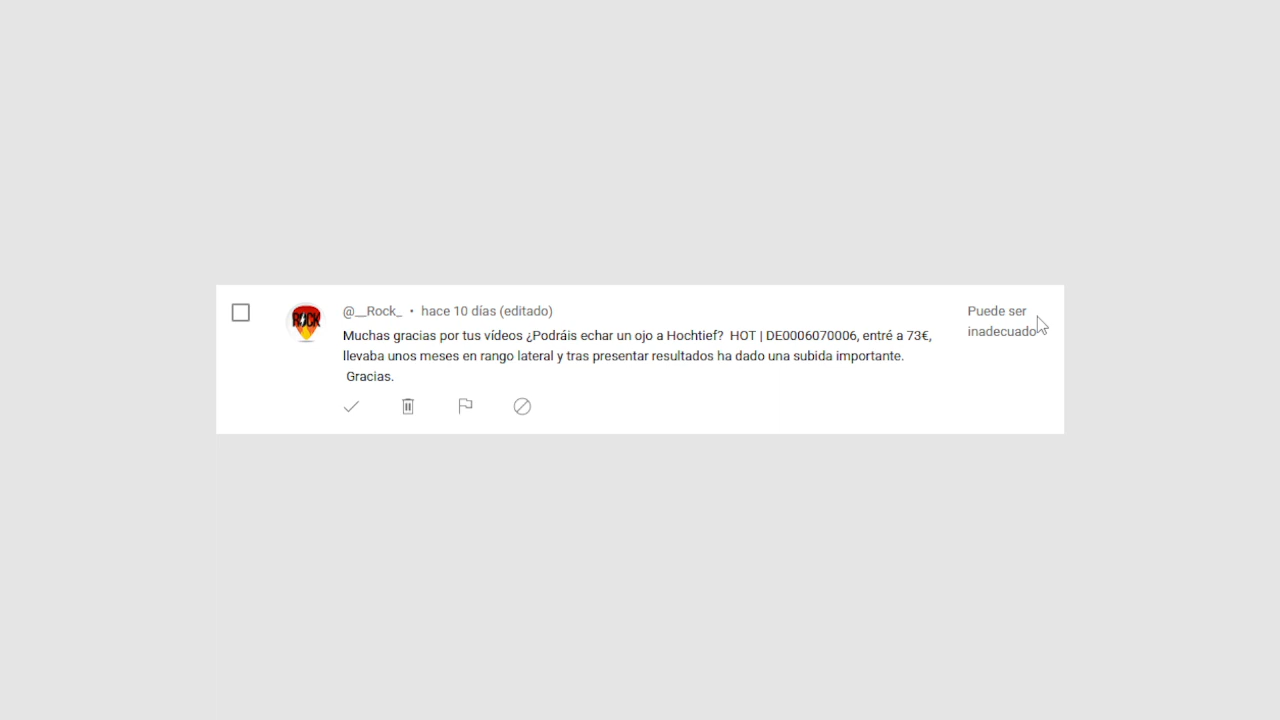 @__Rock_ • hace 10 días (editado)
Puede ser
inadecuado
ROCK
Muchas gracias por tus vídeos ¿Podráis echar un ojo a Hochtief?  HOT | DE0006070006, entré a 73€,
llevaba unos meses en rango lateral y tras presentar resultados ha dado una subida importante.
Gracias.